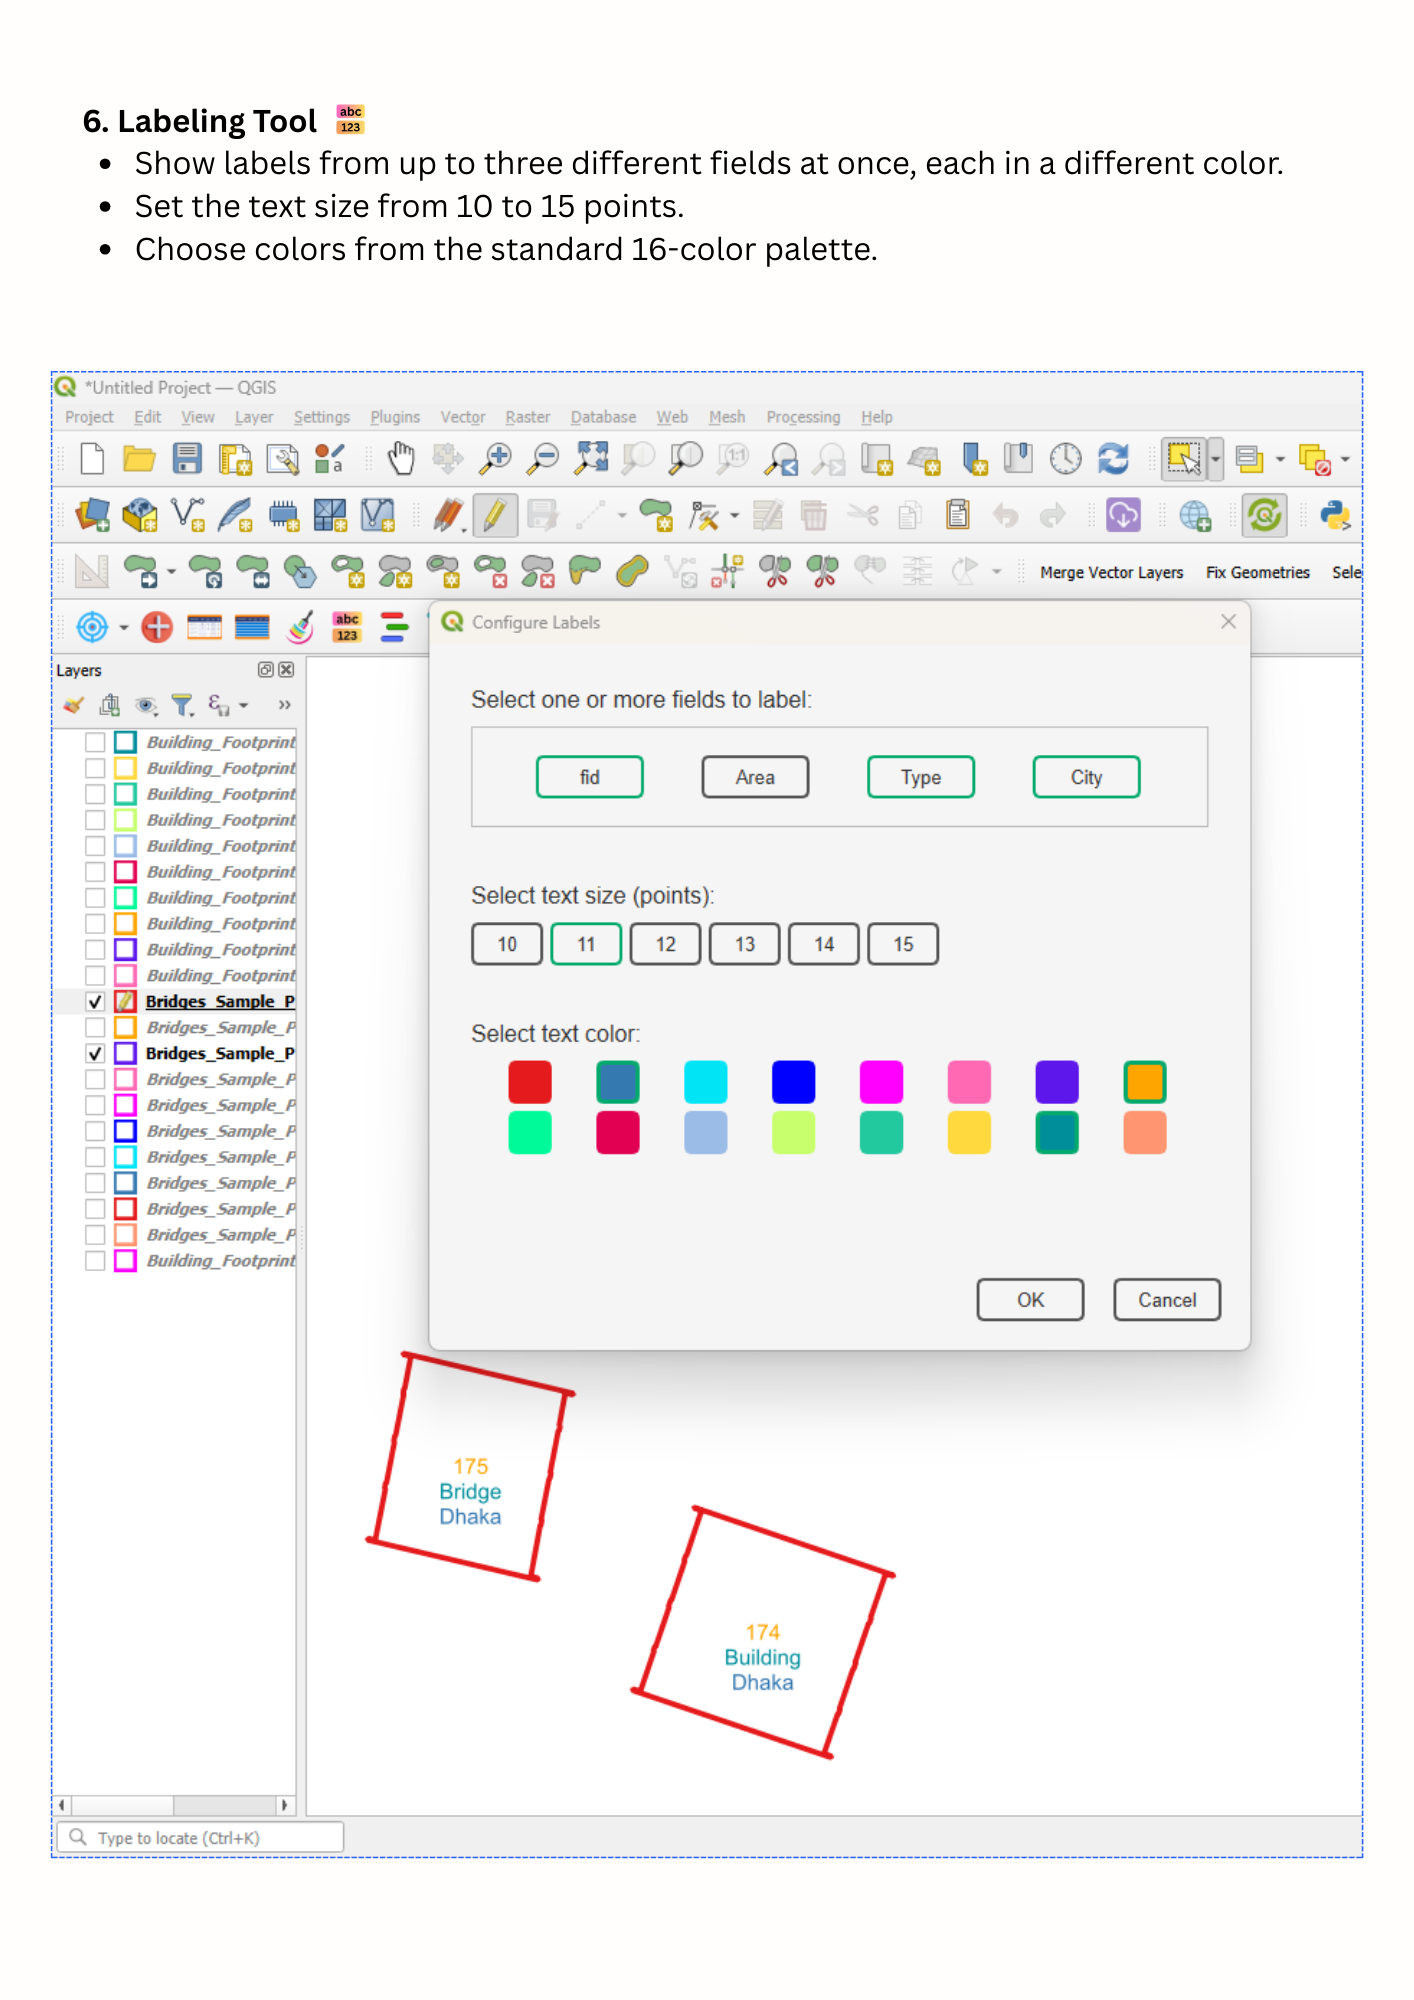 6. Labeling Tool abc 123
• Show labels from up to three different fields at once, each in a different color.
• Set the text size from 10 to 15 points.
• Choose colors from the standard 16-color palette.
*Untitled Project — QGIS
Project Edit View Layer Settings Plugins Vector Raster Database Web Mesh Processing Help
a 1:1
Merge Vector Layers Fix Geometries Sele
abc 123
Configure Labels
Layers
Select one or more fields to label:
fid Area Type City
Select text size (points):
10 11 12 13 14 15
Select text color:
OK Cancel
Building_Footprint
Building_Footprint
Building_Footprint
Building_Footprint
Building_Footprint
Building_Footprint
Building_Footprint
Building_Footprint
Building_Footprint
Building_Footprint
Bridges_Sample_P
Bridges_Sample_P
Bridges_Sample_P
Bridges_Sample_P
Bridges_Sample_P
Bridges_Sample_P
Bridges_Sample_P
Bridges_Sample_P
Bridges_Sample_P
Bridges_Sample_P
Building_Footprint
175
Bridge
Dhaka
174
Building
Dhaka
Type to locate (Ctrl+K)